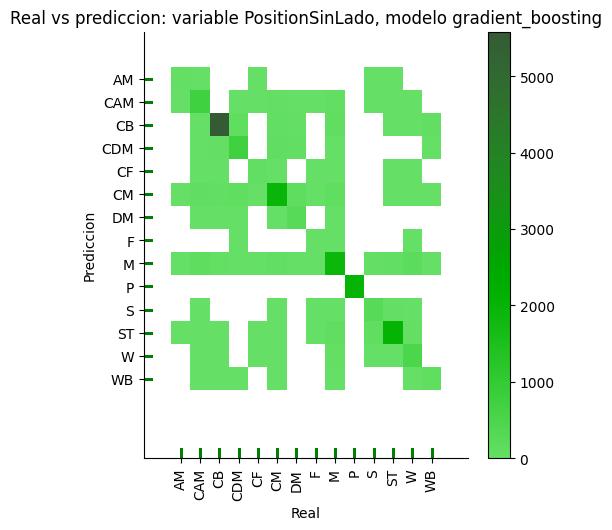 Real vs prediccion: variable PositionSinLado, modelo gradient_boosting
AM
CAM
CB
CDM
CF
CM
DM
F
M
P
S
ST
W
WB
Prediccion
AM
CAM
CB
CDM
CF
CM
DM
F
M
P
S
ST
W
WB
Real
5000
4000
3000
2000
1000
0